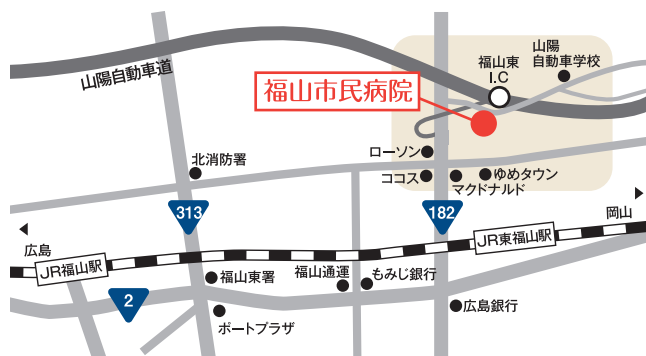 山陽
自動車学校
福山東
I.C
山陽自動車道
福山市民病院
ローソン
北消防署
ココス
マクドナルド
ゆめタウン
313
182
岡山
広島
JR福山駅
JR東福山駅
福山東署
福山通運
もみじ銀行
2
ポートプラザ
広島銀行